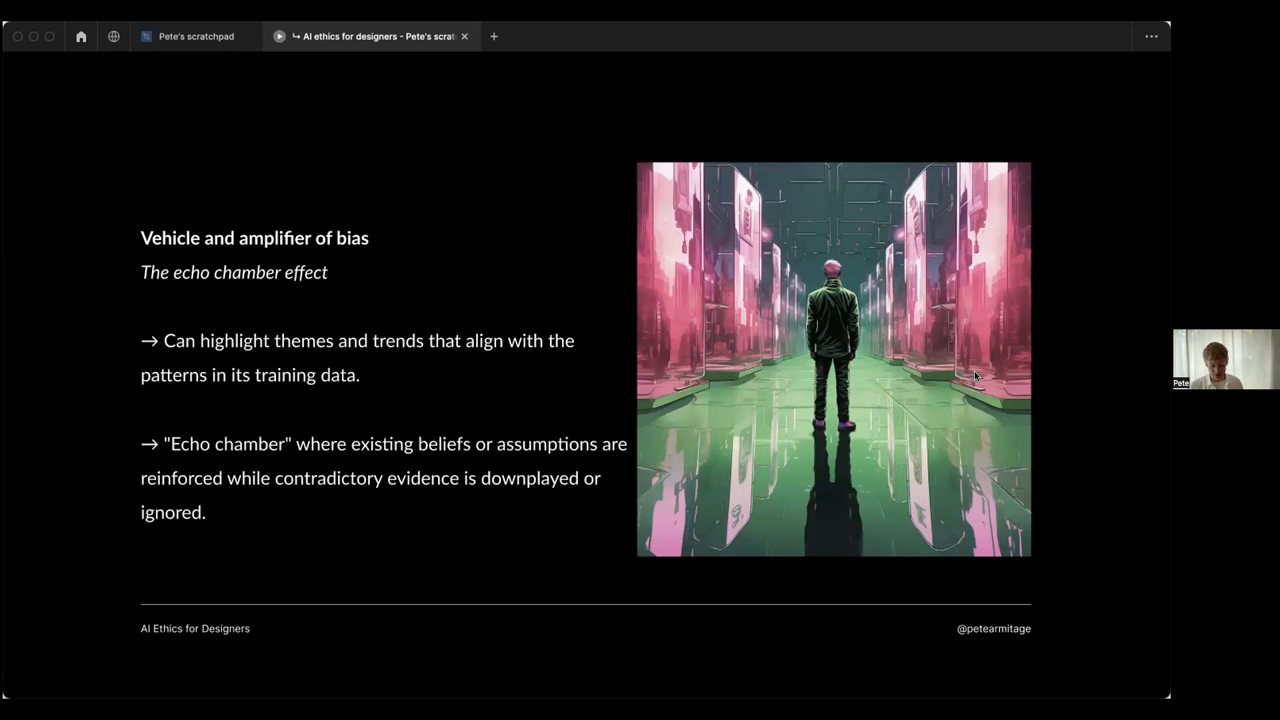 Pete's scratchpad
↪ AI ethics for designers - Pete's scrat
Vehicle and amplifier of bias
The echo chamber effect
→ Can highlight themes and trends that align with the
patterns in its training data.
→ "Echo chamber" where existing beliefs or assumptions are
reinforced while contradictory evidence is downplayed or
ignored.
Pete
AI Ethics for Designers
@petearmitage